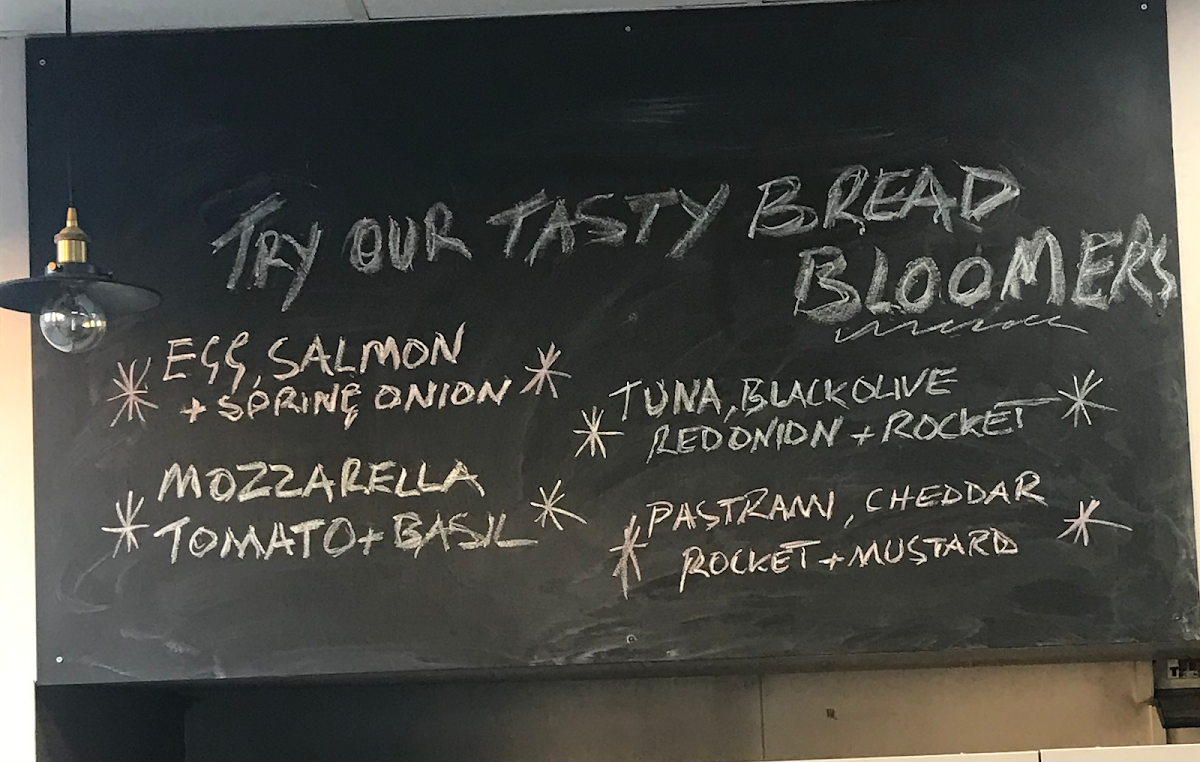 TRY OUR TASTY BREAD
BLOOMERS
EGG, SALMON
+ SPRING ONION
MOZZARELLA
TOMATO + BASIL
TUNA, BLACK OLIVE
RED ONION + ROCKET
PASTRAMI, CHEDDAR
ROCKET + MUSTARD